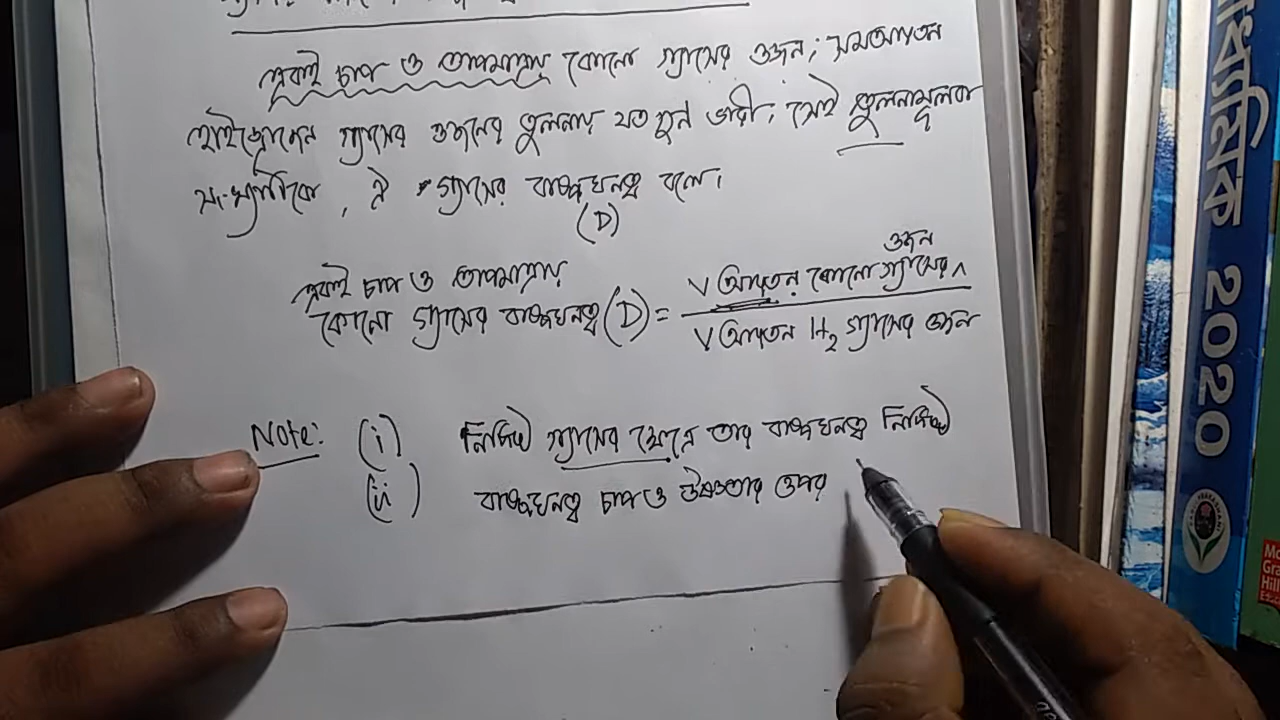 একই চাপ ও তাপমাত্রায় কোনো গ্যাসের ওজন, সমআয়তন
হাইড্রোজেন গ্যাসের ওজনের তুলনায় যতগুন ভারী, সেই তুলনামূলক
সংখ্যাটিকে, ঐ গ্যাসের বাষ্পঘনত্ব বলে।
(D)
একই চাপ ও তাপমাত্রায়
কোনো গ্যাসের বাষ্পঘনত্ব (D) =
V আয়তন কোনো গ্যাসের ওজন
V আয়তন H₂ গ্যাসের ওজন
Note: (i) নির্দিষ্ট গ্যাসের ক্ষেত্রে তার বাষ্পঘনত্ব নির্দিষ্ট
(ii) বাষ্পঘনত্ব চাপ ও উষ্ণতার ওপর
2020